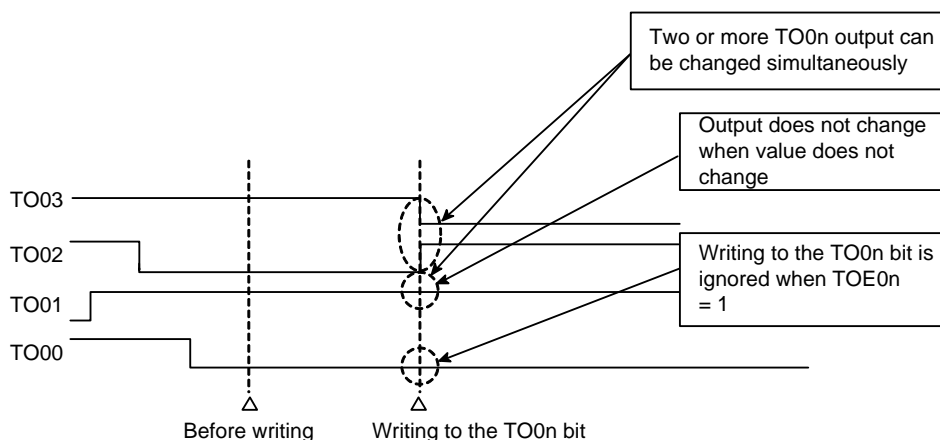 Two or more TO0n output can
be changed simultaneously
Output does not change
when value does not
change
TO03
TO02
Writing to the TO0n bit is
ignored when TOE0n
= 1
TO01
TO00
Before writing
Writing to the TO0n bit